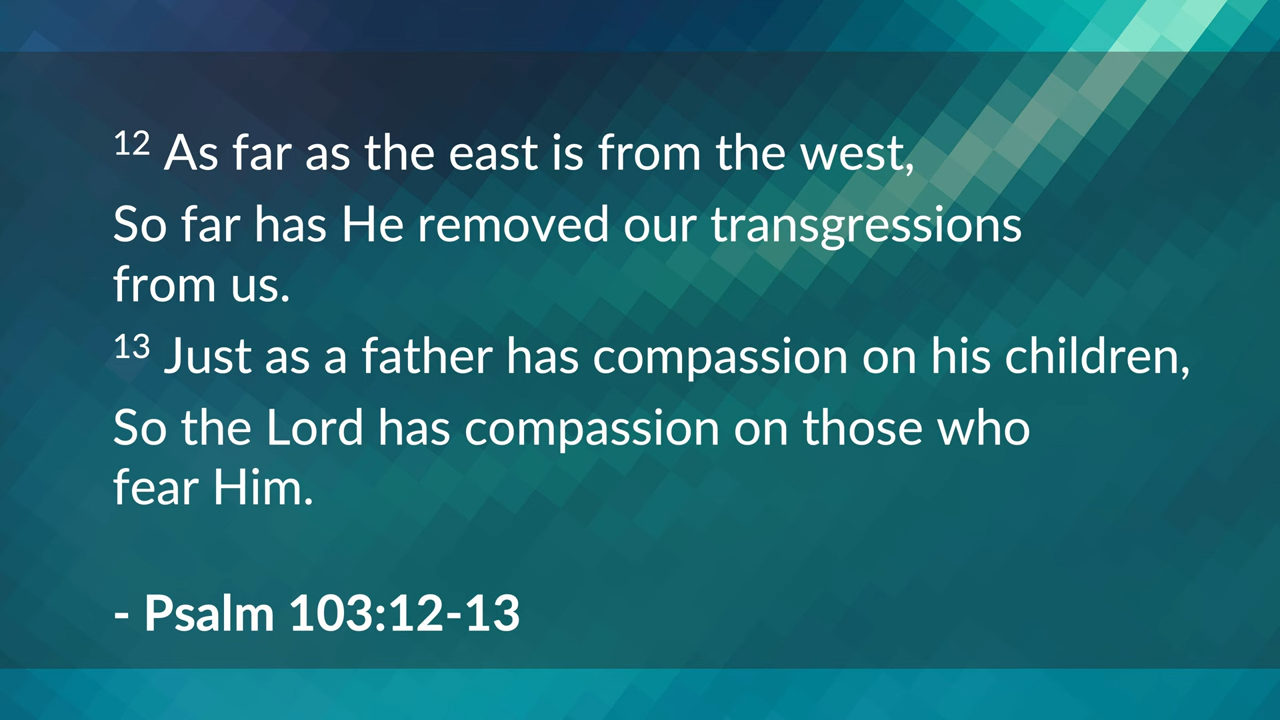 12 As far as the east is from the west,
So far has He removed our transgressions
from us.
13 Just as a father has compassion on his children,
So the Lord has compassion on those who
fear Him.
- Psalm 103:12-13